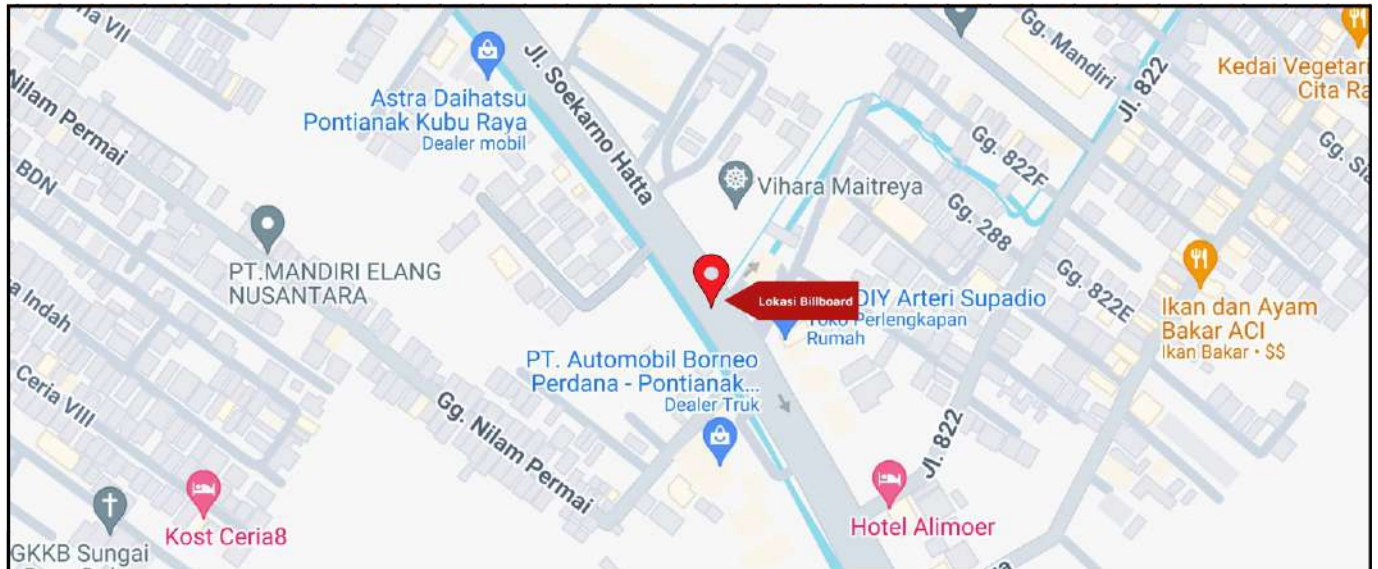 na VII
Nilam Permai
BDN
a Indah
Ceria VIII
Astra Daihatsu
Pontianak Kubu Raya
Dealer mobil
Jl. Soekarno Hatta
PT.MANDIRI ELANG
NUSANTARA
Gg. Nilam Permai
Kost Ceria8
GKKB Sungai
Vihara Maitreya
Lokasi Billboard
DIY Arteri Supadio
Toko Perlengkapan
Rumah
PT. Automobil Borneo
Perdana - Pontianak...
Dealer Truk
Hotel Alimoer
Gg. Mandiri
Jl. 822
Kedai Vegetari
Cita Ra
Gg. 822F
Gg. 288
Gg. 822E
Ikan dan Ayam
Bakar ACI
Ikan Bakar • $$
Jl. 822